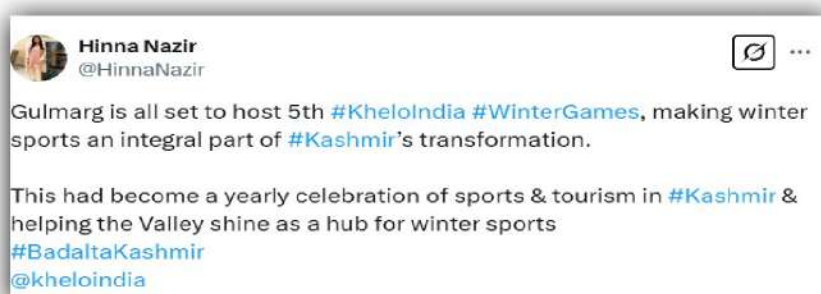 Hinna Nazir
@HinnaNazir
Gulmarg is all set to host 5th #KheloIndia #WinterGames, making winter
sports an integral part of #Kashmir's transformation.
This had become a yearly celebration of sports & tourism in #Kashmir &
helping the Valley shine as a hub for winter sports
#BadaltaKashmir
@kheloindia